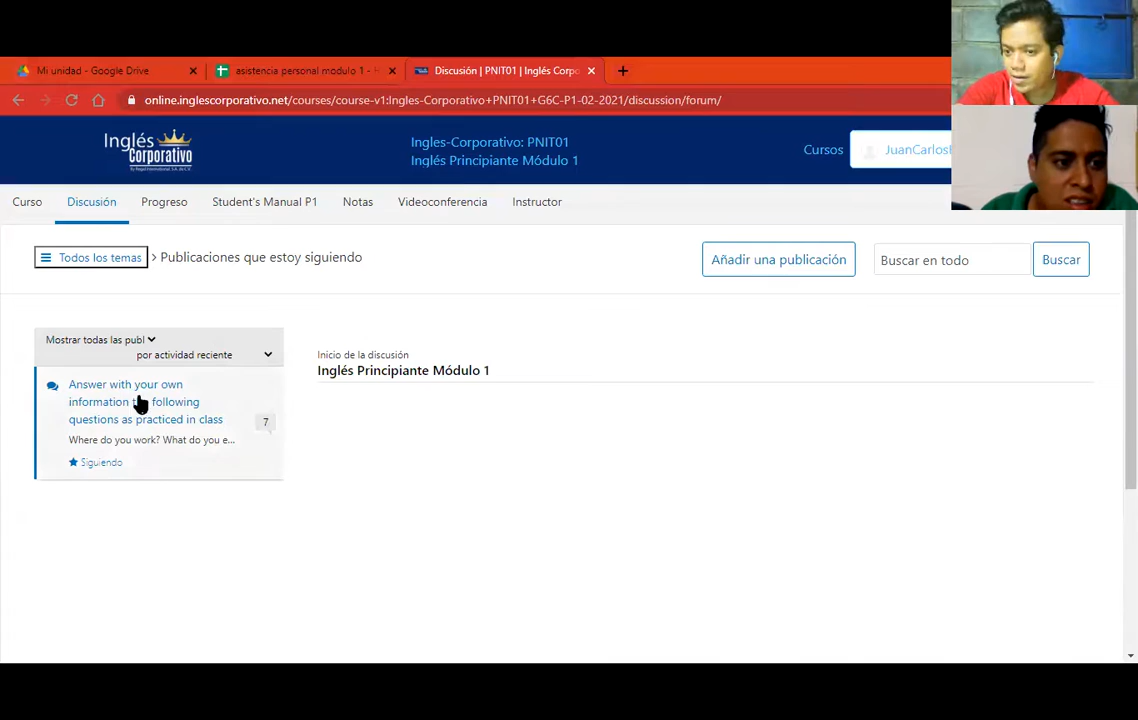 Mi unidad - Google Drive
asistencia personal modulo 1 - H
Discusión | PNIT01 | Inglés Corpo
online.inglescorporativo.net/courses/course-v1:Ingles-Corporativo+PNIT01+G6C-P1-02-2021/discussion/forum/
Inglés
Corporativo
Ingles-Corporativo: PNIT01
Inglés Principiante Módulo 1
Cursos
JuanCarlos
Curso
Discusión
Progreso
Student's Manual P1
Notas
Videoconferencia
Instructor
Todos los temas > Publicaciones que estoy siguiendo
Añadir una publicación
Buscar en todo
Buscar
Mostrar todas las publ
por actividad reciente
Answer with your own
information following
questions as practiced in class
7
Where do you work? What do you e...
Siguiendo
Inicio de la discusión
Inglés Principiante Módulo 1